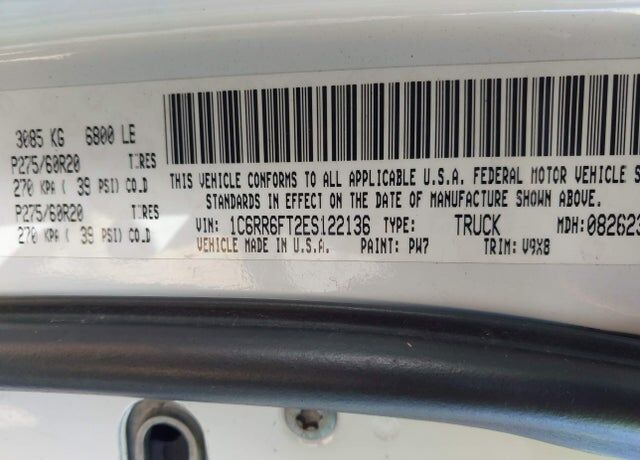 3085 KG 6800 LB
P275/60R20 TIRES
270 KPA ( 39 PSI) COLD
P275/60R20 TIRES
270 KPA ( 39 PSI) COLD
THIS VEHICLE CONFORMS TO ALL APPLICABLE U.S.A. FEDERAL MOTOR VEHICLE S
STANDARDS IN EFFECT ON THE DATE OF MANUFACTURE SHOWN ABOVE.
VIN: 1C6RR6FT2ES122136 TYPE: TRUCK MDH:082623
VEHICLE MADE IN U.S.A. PAINT: PW7 TRIM: V9X8